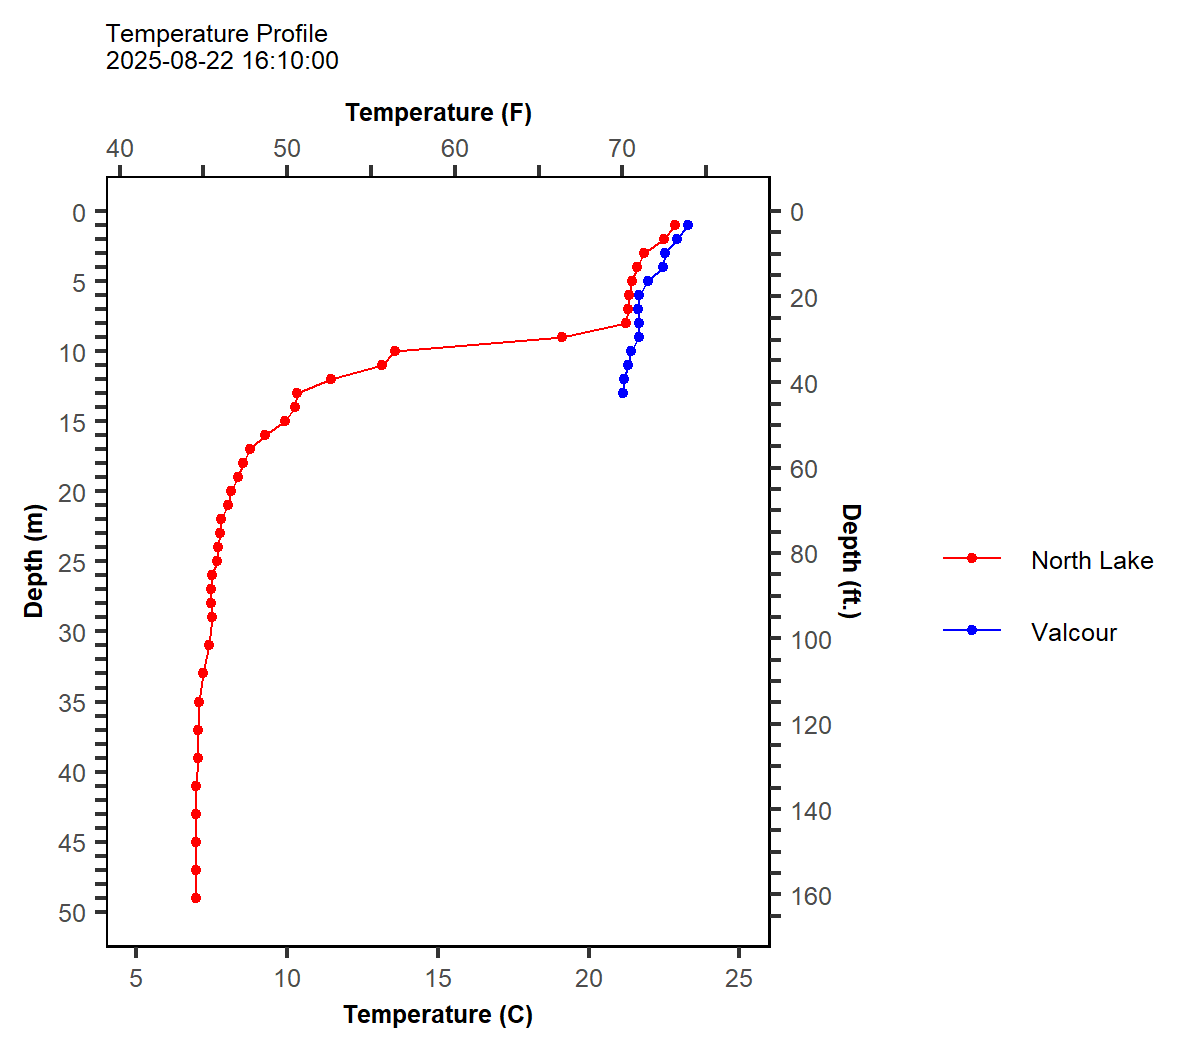 Temperature Profile
2025-08-22 16:10:00
Temperature (F)
40 50 60 70
0
5
10
15
20
25
30
35
40
45
50
Depth (m)
0
20
40
60
80
100
120
140
160
Depth (ft.)
North Lake
Valcour
5 10 15 20 25
Temperature (C)